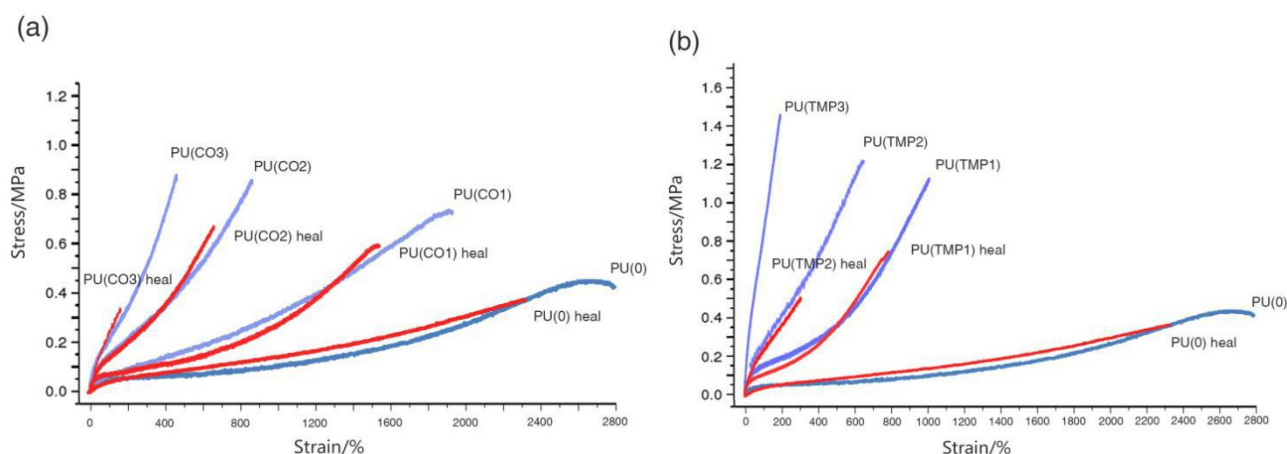 (a)
1.2
1.0
0.8
0.6
0.4
0.2
0.0
Stress/MPa
PU(CO3)
PU(CO2)
PU(CO1)
PU(CO2) heal
PU(CO1) heal
PU(CO3) heal
PU(0)
PU(0) heal
0 400 800 1200 1600 2000 2400 2800
Strain/%
(b)
1.6
1.4
1.2
1.0
0.8
0.6
0.4
0.2
0.0
Stress/MPa
PU(TMP3)
PU(TMP2)
PU(TMP1)
PU(TMP1) heal
PU(TMP2) heal
PU(0)
PU(0) heal
0 200 400 600 800 1000 1200 1400 1600 1800 2000 2200 2400 2600 2800
Strain/%